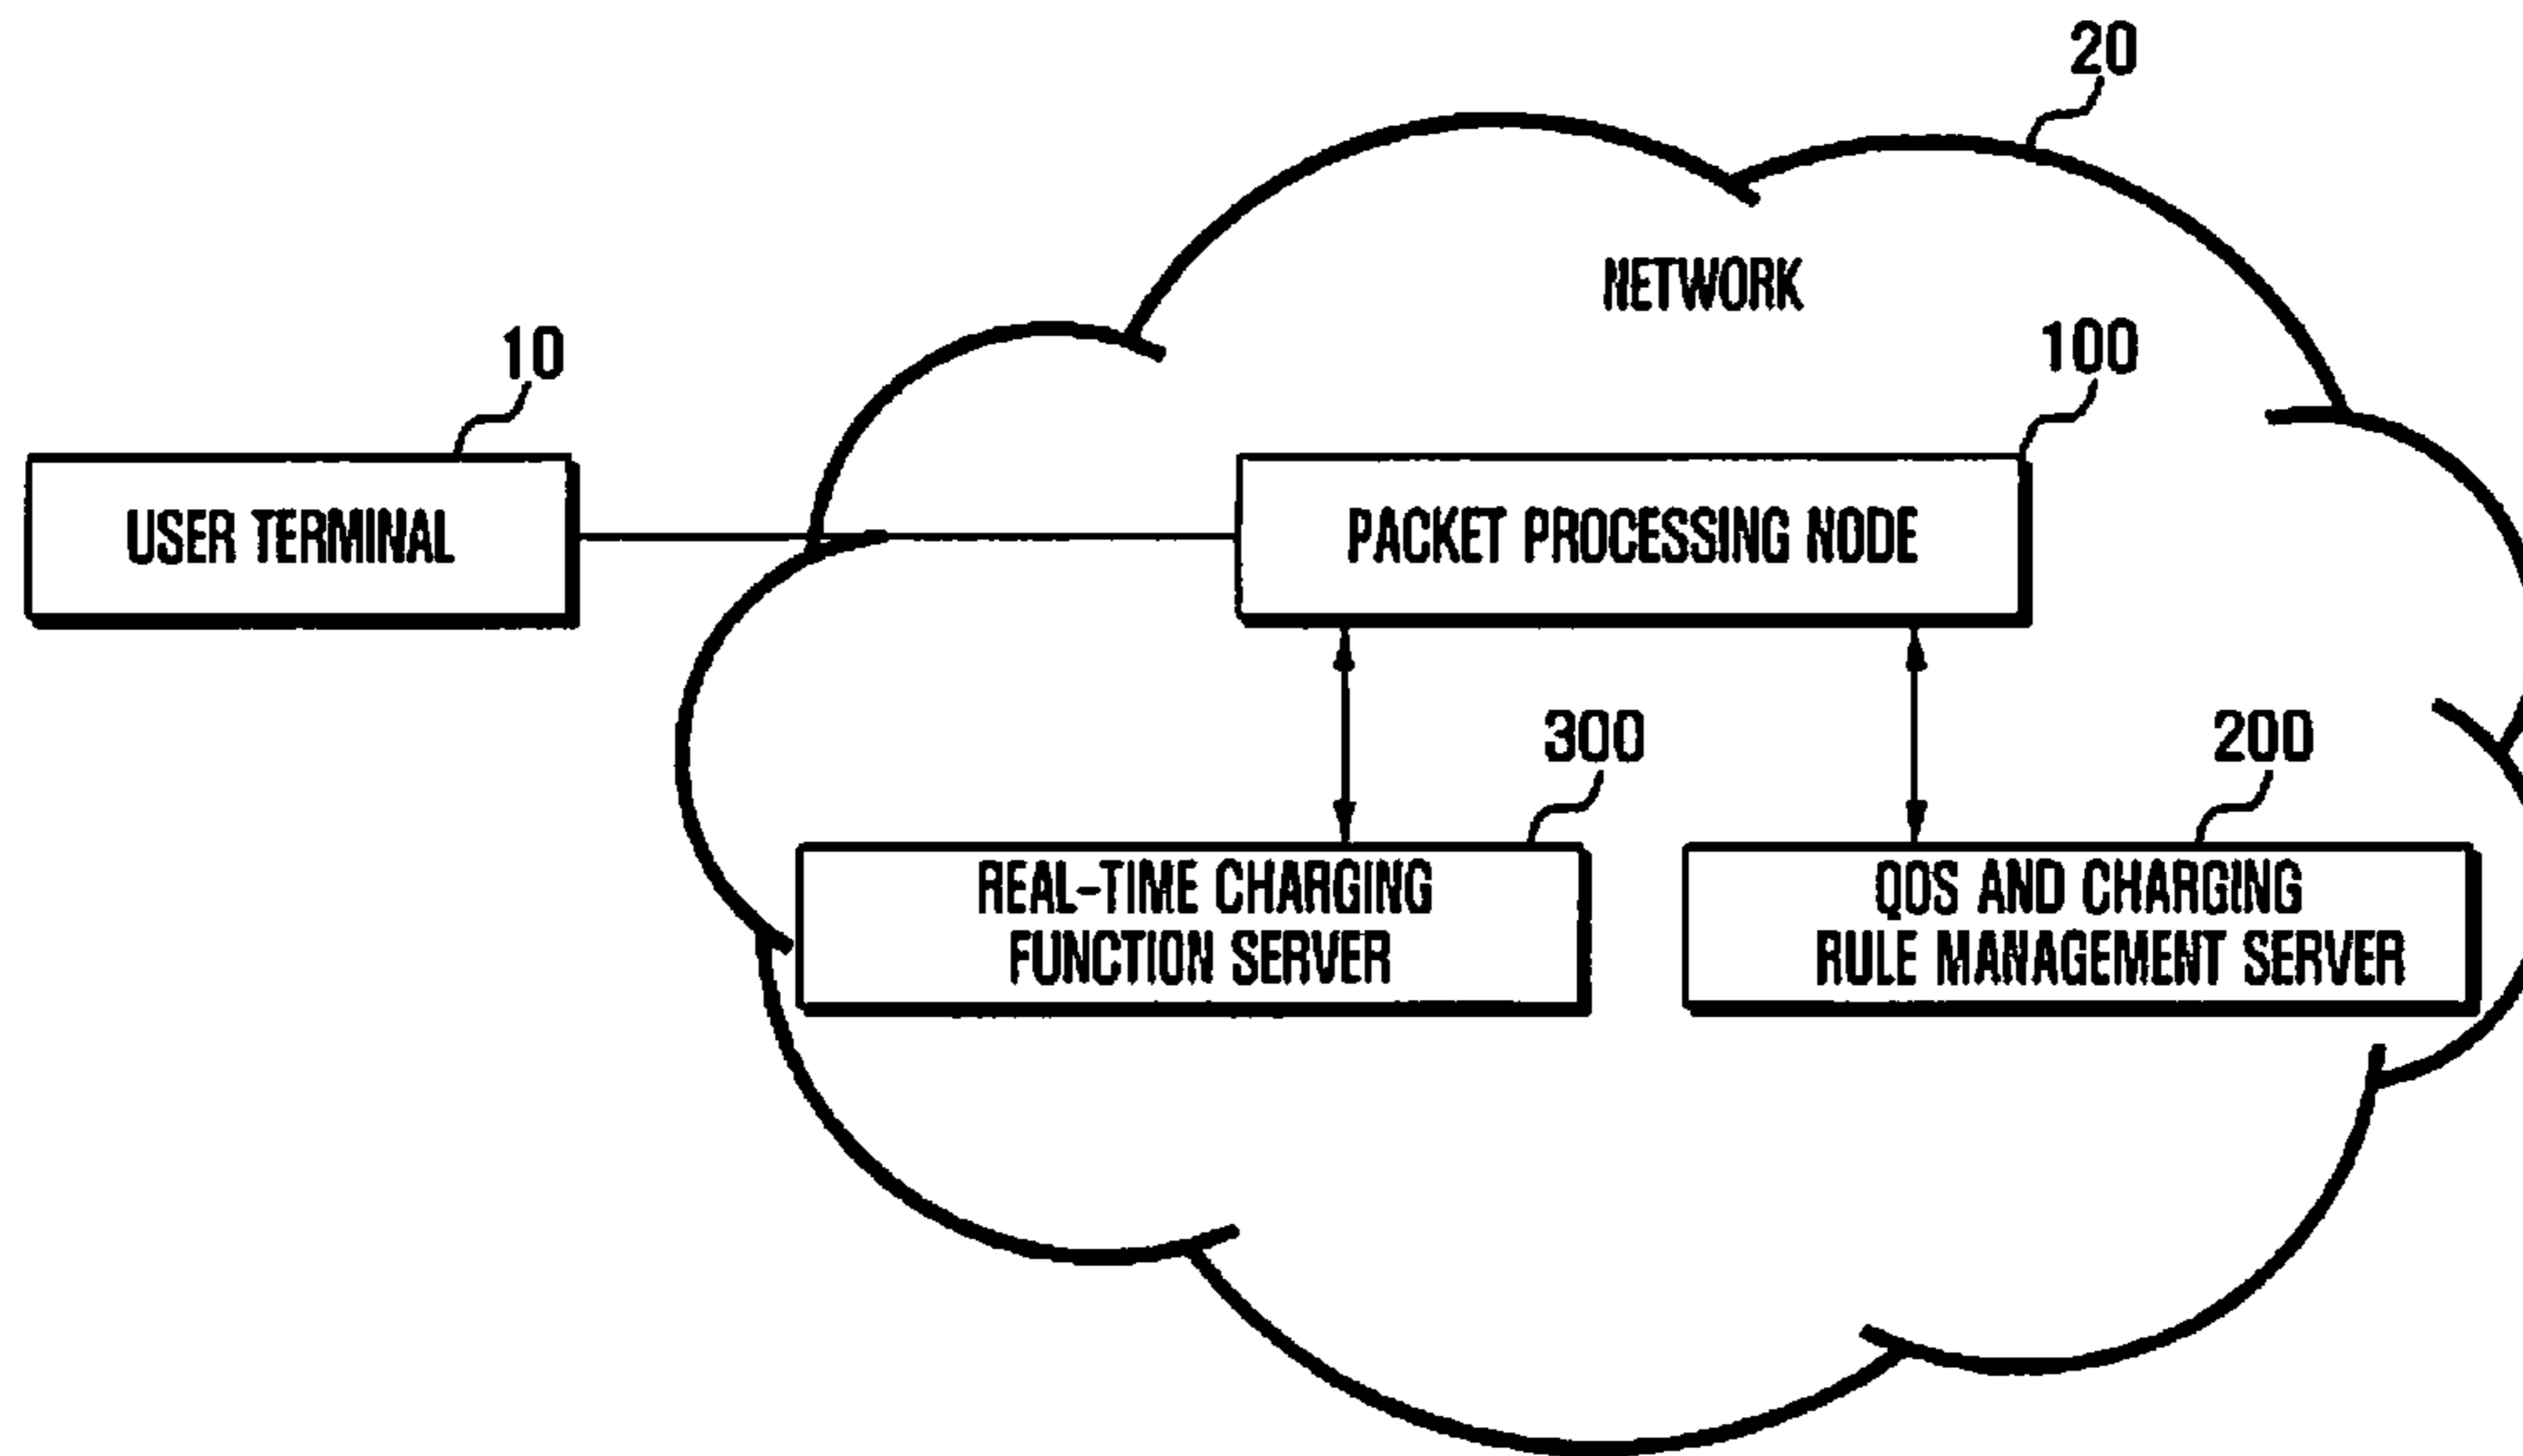 20
NETWORK
10
100
USER TERMINAL
PACKET PROCESSING NODE
300
200
REAL-TIME CHARGING
FUNCTION SERVER
QOS AND CHARGING
RULE MANAGEMENT SERVER